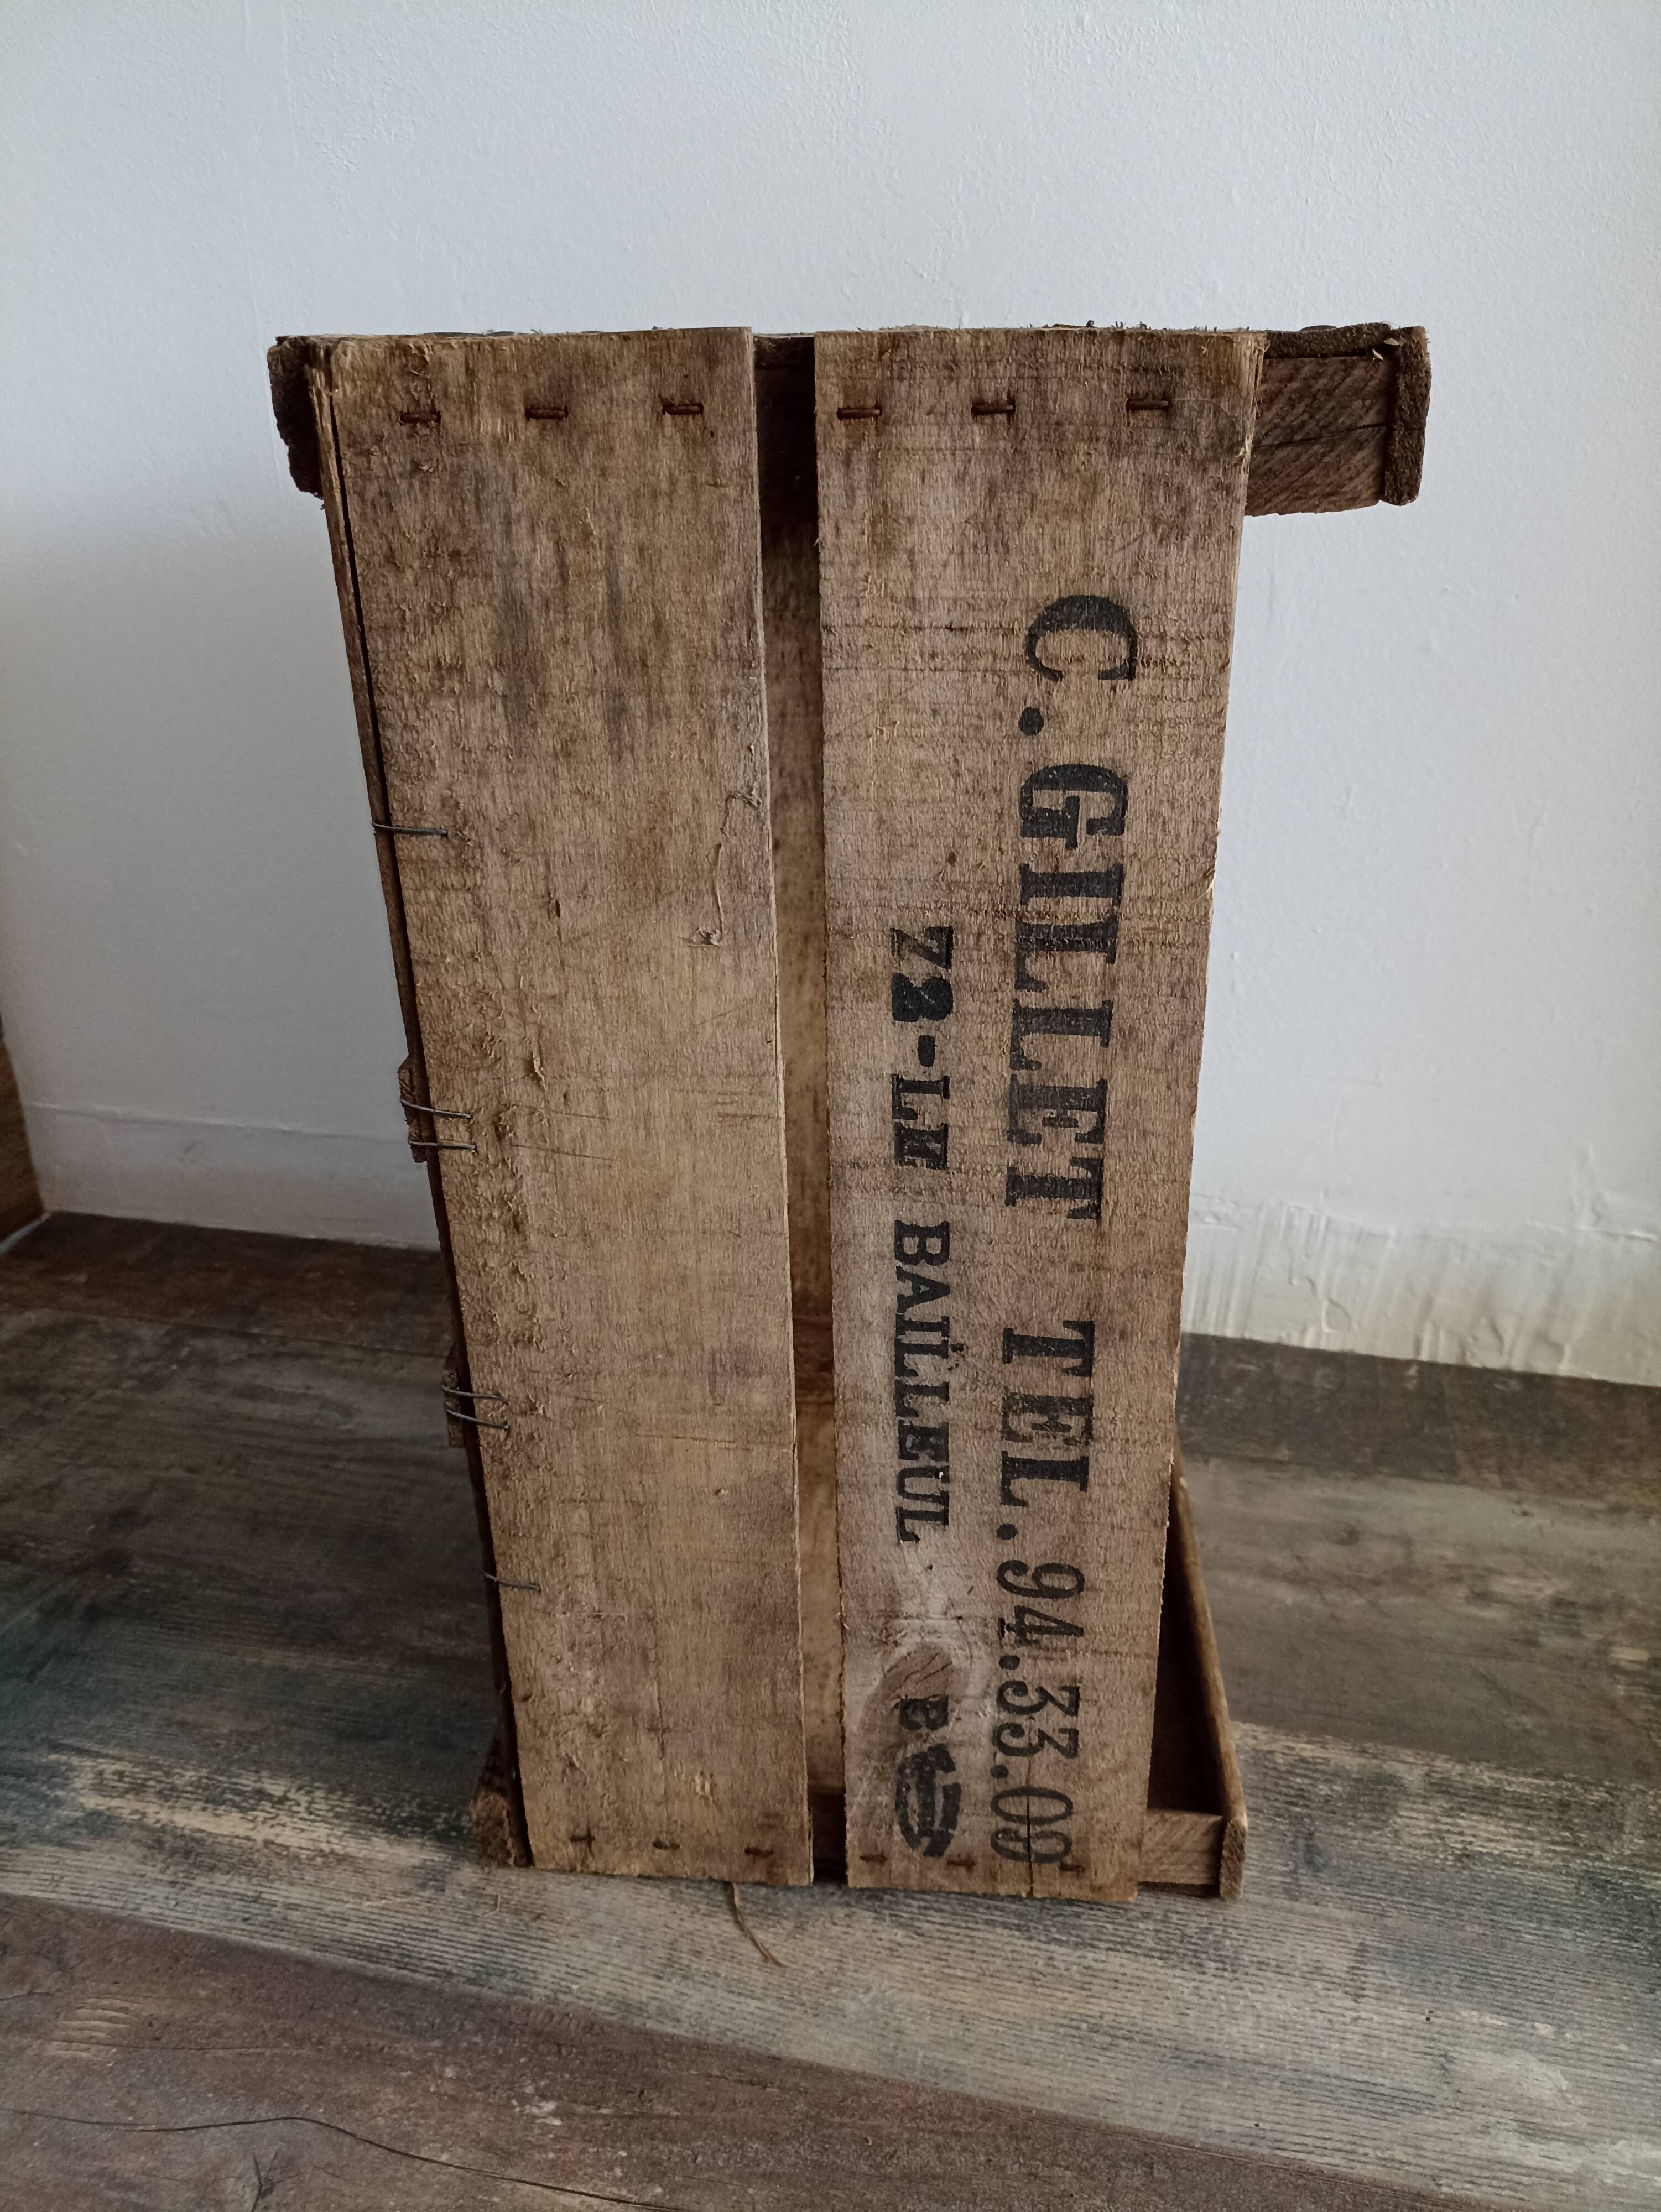 C. GILLET TEL. 94.33.09
72-LE BAILLEUL